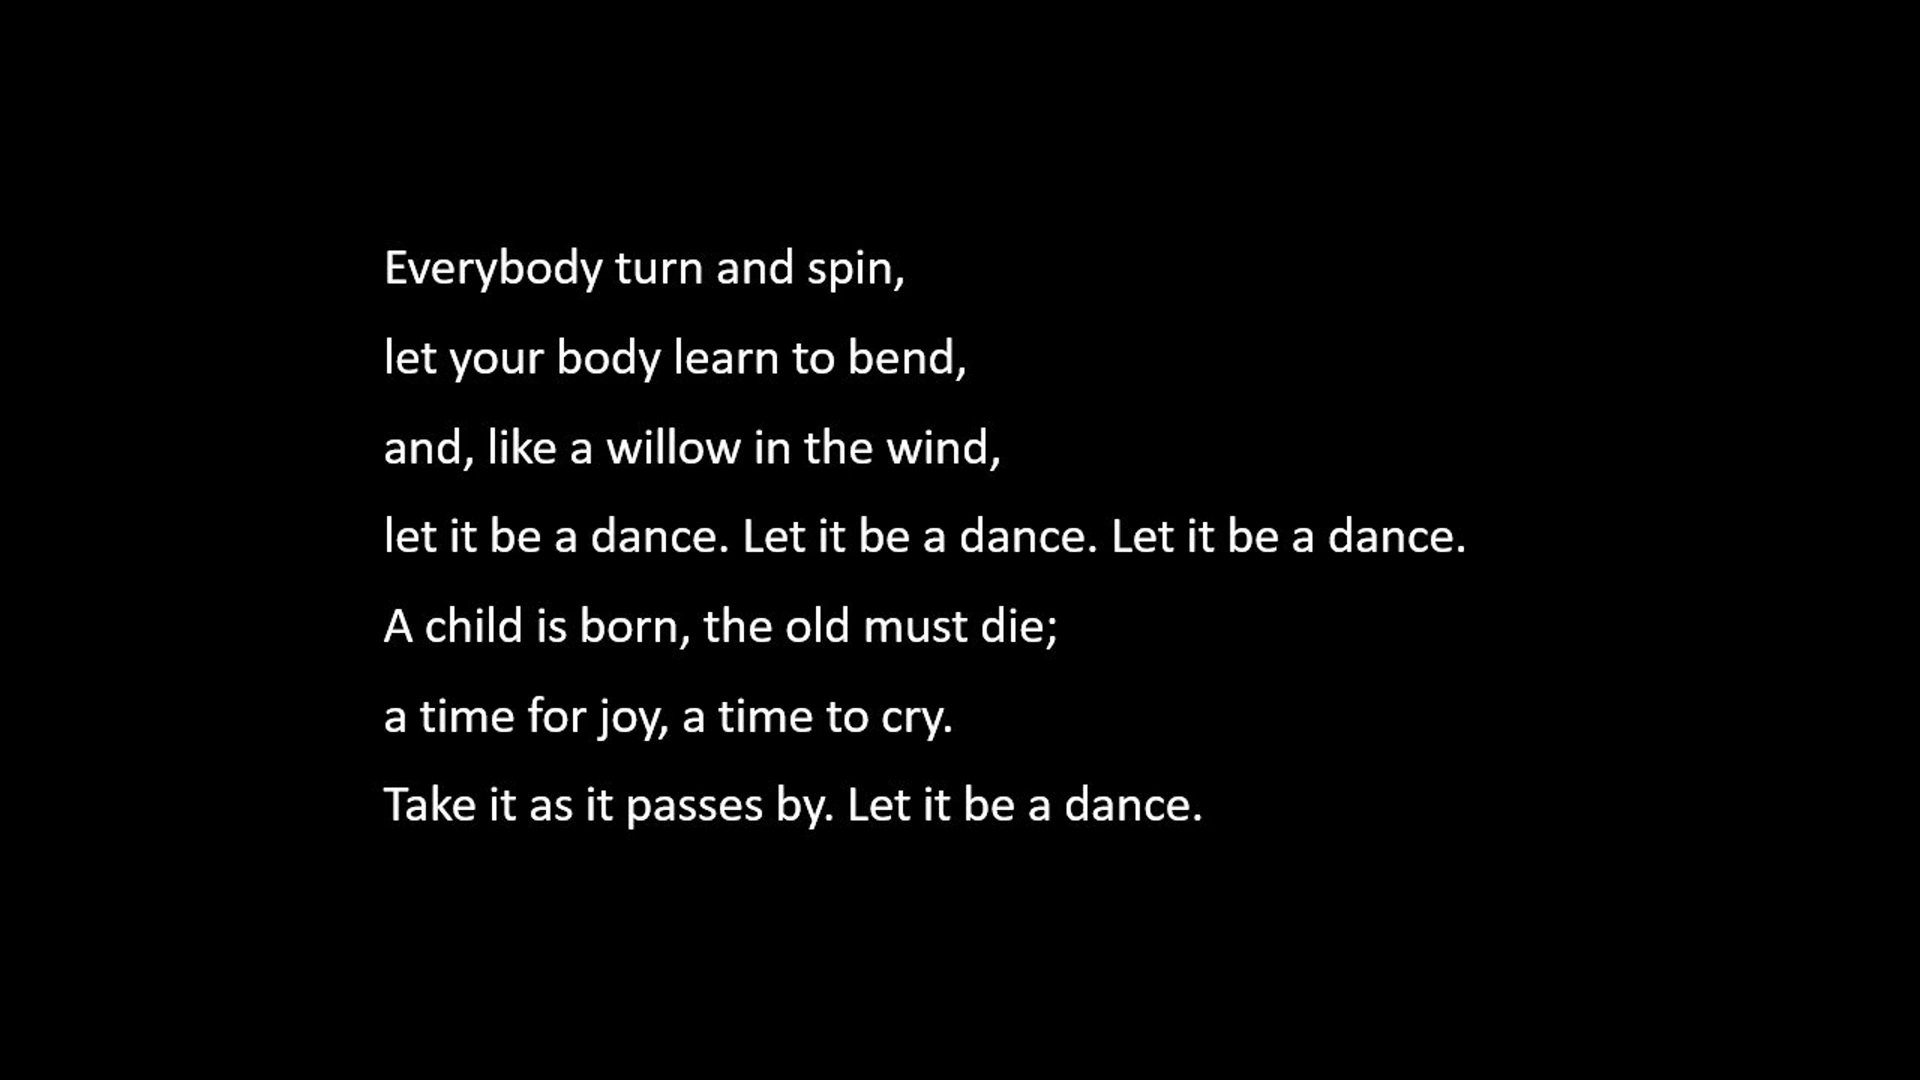 Everybody turn and spin,
let your body learn to bend,
and, like a willow in the wind,
let it be a dance. Let it be a dance. Let it be a dance.
A child is born, the old must die;
a time for joy, a time to cry.
Take it as it passes by. Let it be a dance.